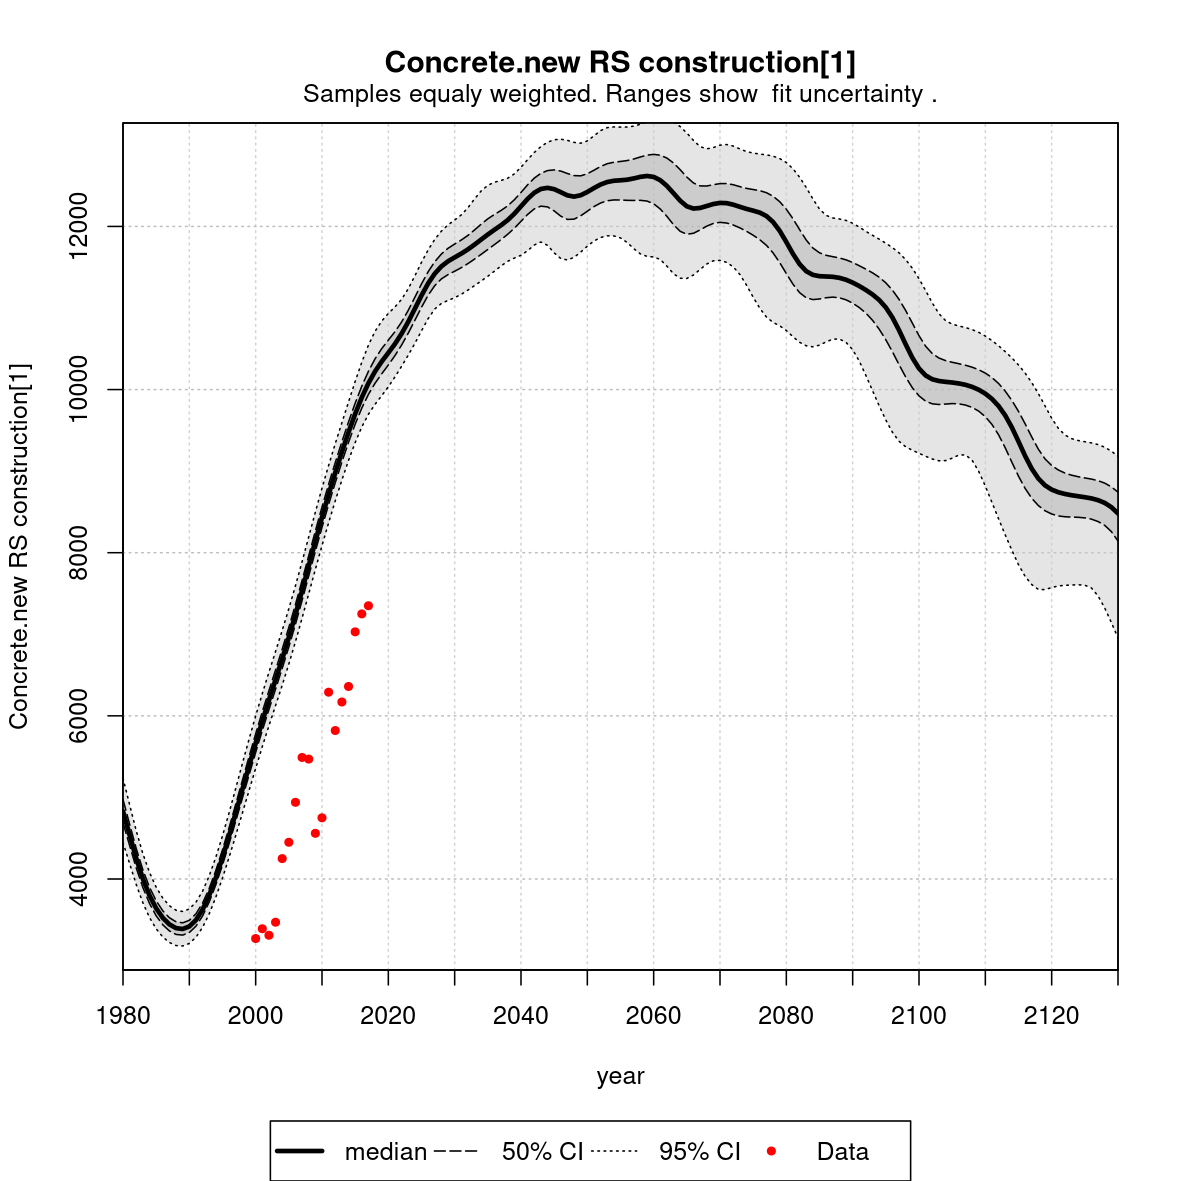 Concrete.new RS construction[1]
Samples equaly weighted. Ranges show  fit uncertainty .
Concrete.new RS construction[1]
12000
10000
8000
6000
4000
1980 2000 2020 2040 2060 2080 2100 2120
year
median 50% CI 95% CI Data